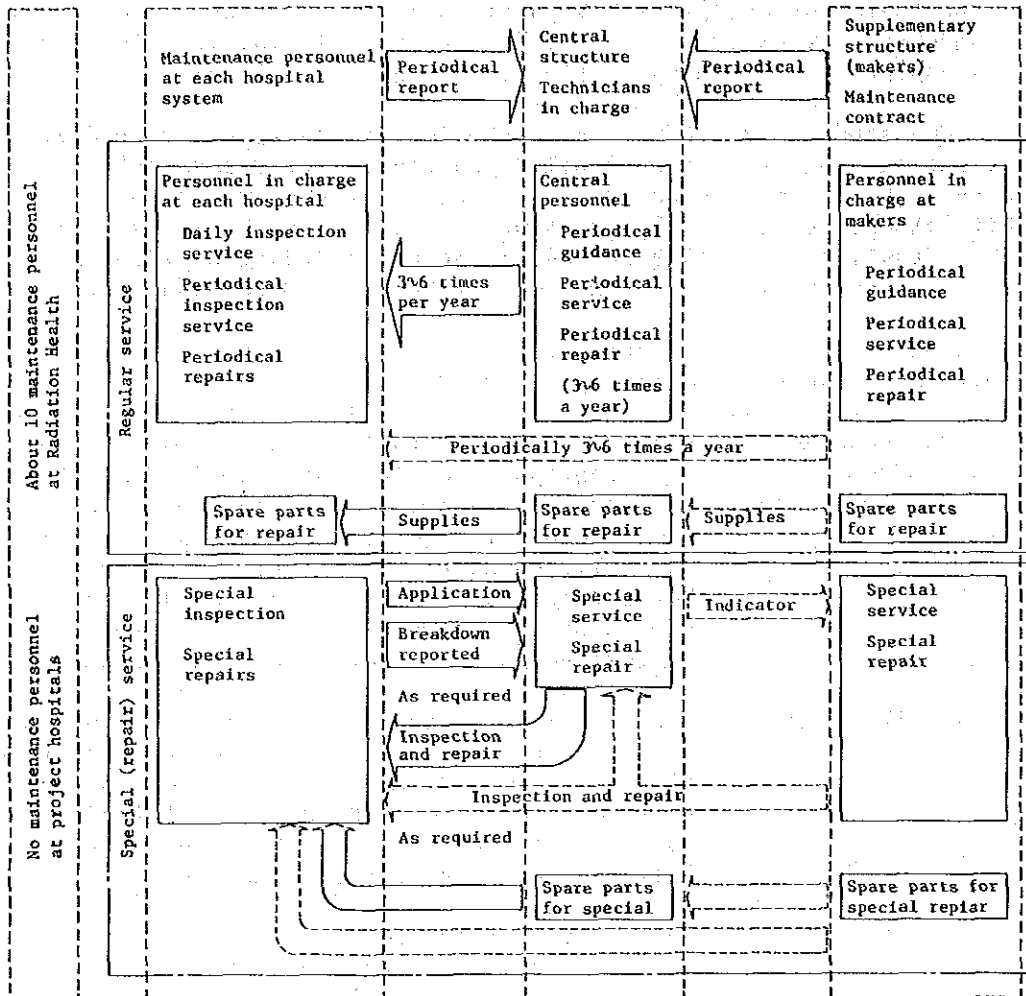 Maintenance personnel
at each hospital
system
Periodical
report
Central
structure
Technicians
in charge
Periodical
report
Supplementary
structure
(makers)
Maintenance
contract
About 10 maintenance personnel
at Radiation Health
Regular service
Personnel in charge
at each hospital
Daily inspection
service
Periodical
inspection
service
Periodical
repairs
3~6 times
per year
Central
personnel
Periodical
guidance
Periodical
service
Periodical
repair
(3~6 times
a year)
Personnel in
charge at
makers
Periodical
guidance
Periodical
service
Periodical
repair
Periodically 3~6 times a year
Spare parts
for repair
Supplies
Spare parts
for repair
Supplies
Spare parts
for repair
No maintenance personnel
at project hospitals
Special (repair) service
Special
inspection
Special
repairs
Application
Breakdown
reported
As required
Inspection
and repair
Special
service
Special
repair
Indicator
Special
service
Special
repair
Inspection and repair
As required
Spare parts
for special
Spare parts for
special repiar